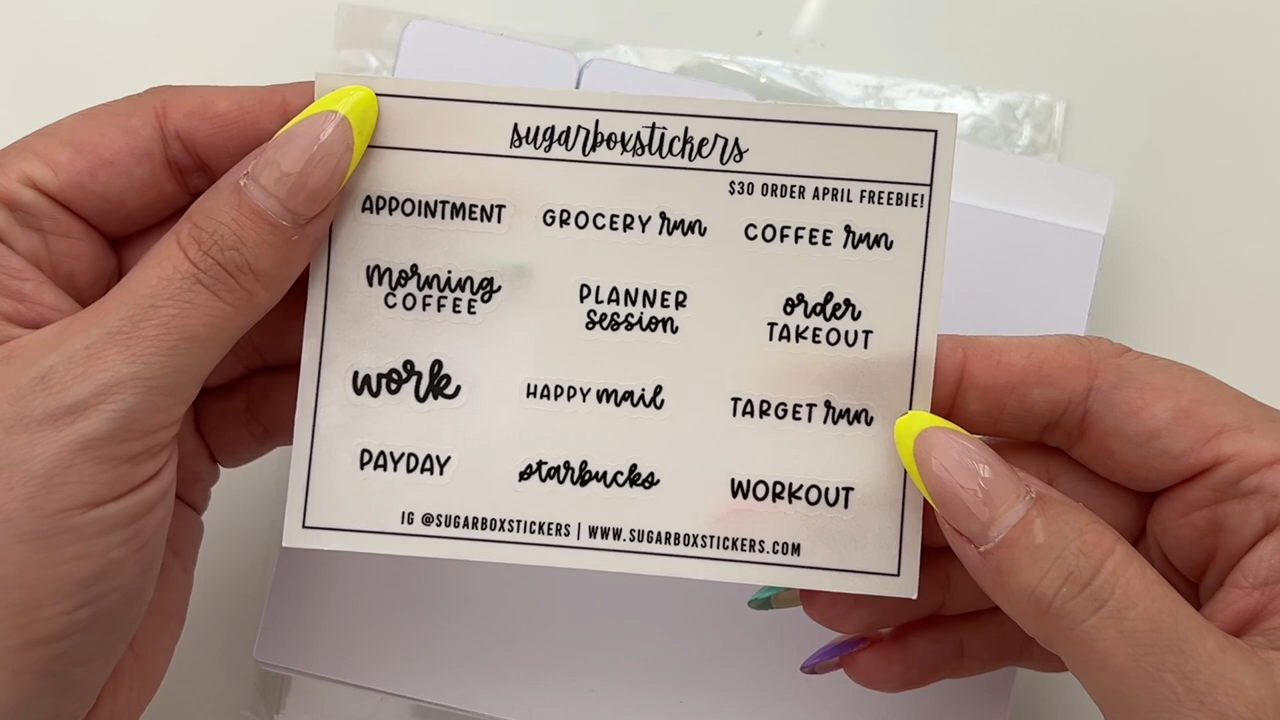 sugarboxstickers
$30 ORDER APRIL FREEBIE!
APPOINTMENT
GROCERY run
COFFEE run
morning
COFFEE
PLANNER
session
order
TAKEOUT
work
HAPPY mail
TARGET run
PAYDAY
starbucks
WORKOUT
IG @SUGARBOXSTICKERS | WWW.SUGARBOXSTICKERS.COM